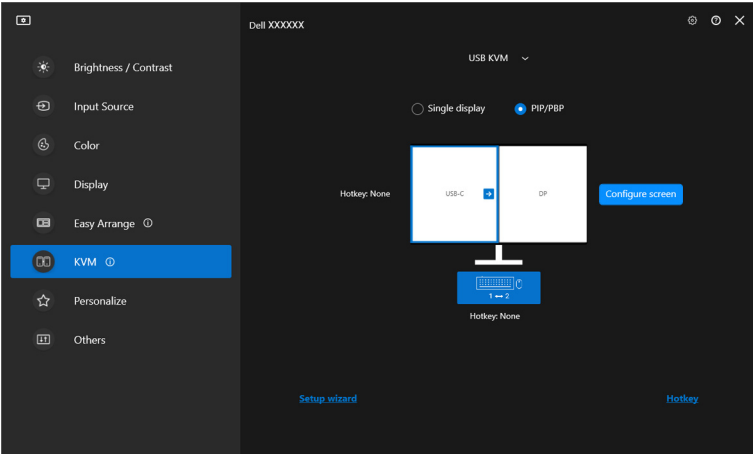 Dell XXXXXX
Brightness / Contrast
Input Source
Color
Display
Easy Arrange
KVM
Personalize
Others
USB KVM
Single display
PIP/PBP
Hotkey: None
USB-C
DP
Configure screen
1 ↔ 2
Hotkey: None
Setup wizard
Hotkey